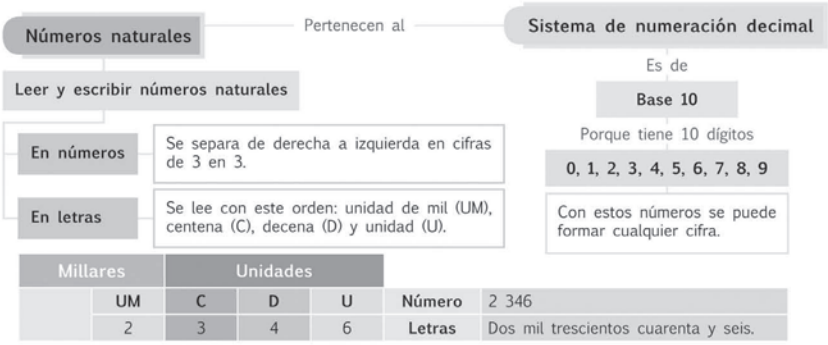 Números naturales
Pertenecen al
Sistema de numeración decimal
Leer y escribir números naturales
Es de
Base 10
En números
Se separa de derecha a izquierda en cifras
de 3 en 3.
Porque tiene 10 dígitos
0, 1, 2, 3, 4, 5, 6, 7, 8, 9
En letras
Se lee con este orden: unidad de mil (UM),
centena (C), decena (D) y unidad (U).
Con estos números se puede
formar cualquier cifra.
Millares Unidades
UM C D U Número 2 346
2 3 4 6 Letras Dos mil trescientos cuarenta y seis.